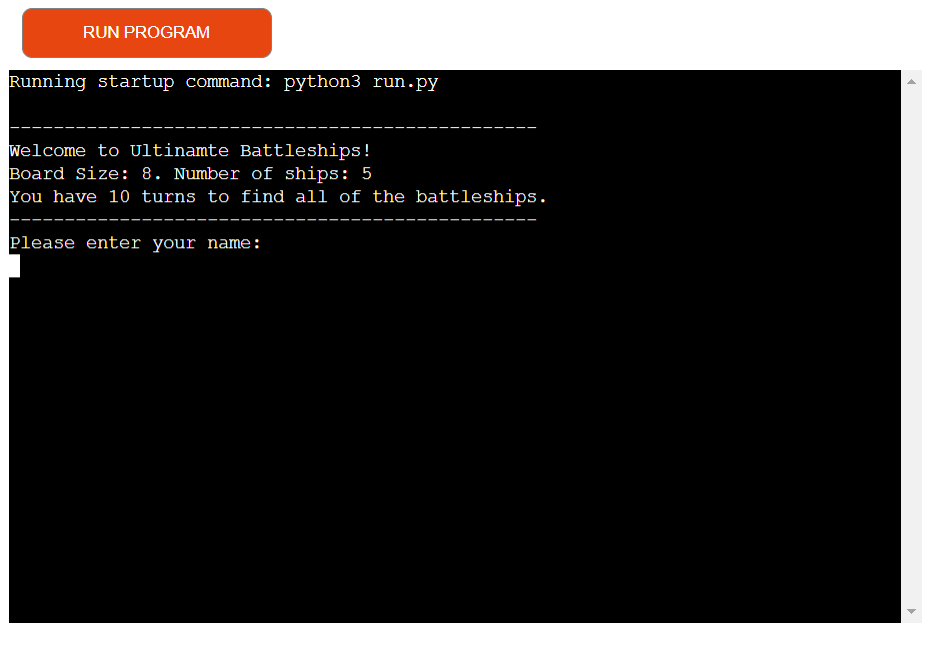 RUN PROGRAM
Running startup command: python3 run.py
------------------------------------------------
Welcome to Ultinamte Battleships!
Board Size: 8. Number of ships: 5
You have 10 turns to find all of the battleships.
------------------------------------------------
Please enter your name: